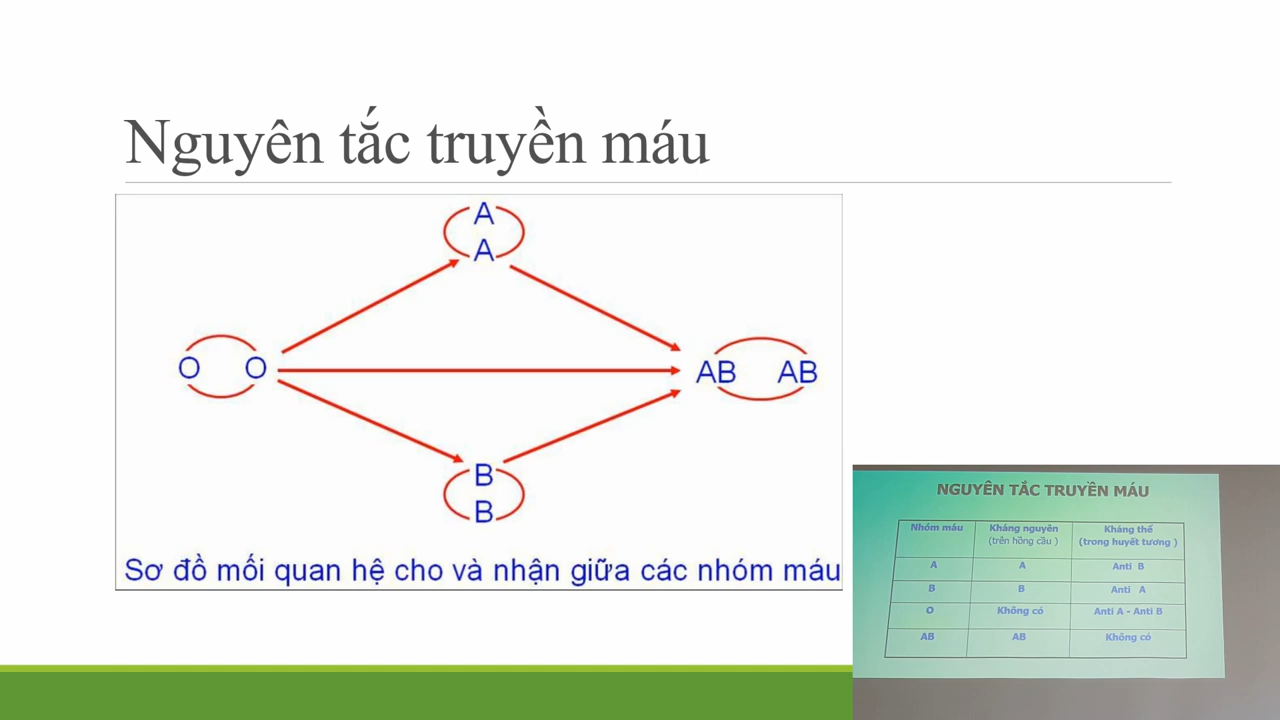 Nguyên tắc truyền máu
A
A
O O
AB AB
B
B
Sơ đồ mối quan hệ cho và nhận giữa các nhóm máu
NGUYÊN TẮC TRUYỀN MÁU
Nhóm máu Kháng nguyên Kháng thể
(trên hồng cầu ) (trong huyết tương )
A A Anti B
B B Anti A
O Không có Anti A - Anti B
AB AB Không có